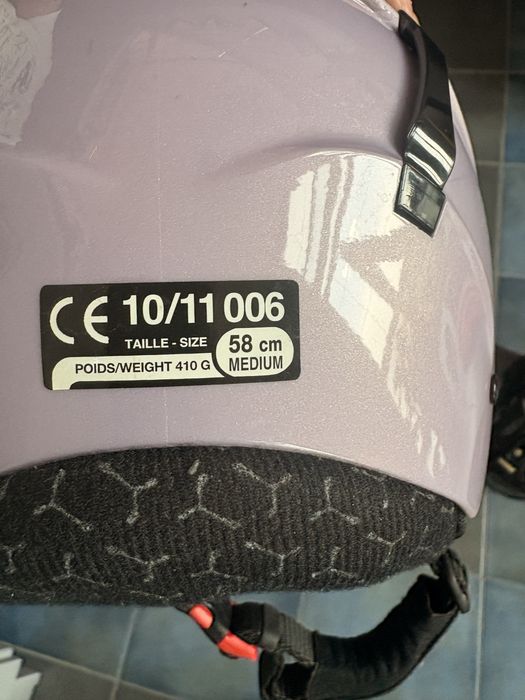 CE 10/11 006
TAILLE - SIZE
58 cm
MEDIUM
POIDS/WEIGHT 410 G